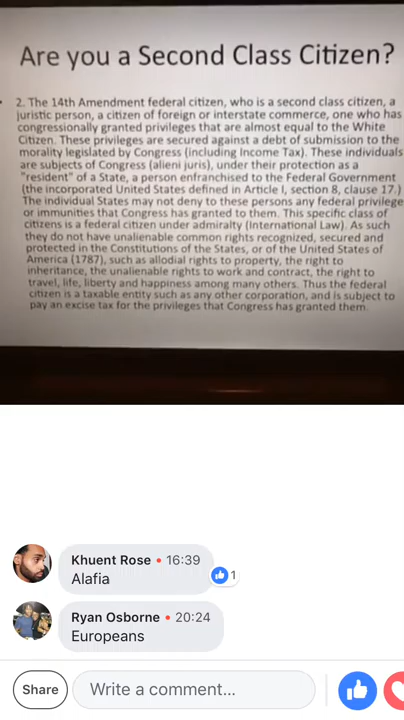 Are you a Second Class Citizen?
2. The 14th Amendment federal citizen, who is a second class citizen, a
juristic person, a citizen of foreign or interstate commerce, one who has
congressionally granted privileges that are almost equal to the White
Citizen. These privileges are secured against a debt of submission to the
morality legislated by Congress (including Income Tax). These individuals
are subjects of Congress (alieni juris), under their protection as a
"resident" of a State, a person enfranchised to the Federal Government
(the incorporated United States defined in Article I, section 8, clause 17.)
The individual States may not deny to these persons any federal privilege
or immunities that Congress has granted to them. This specific class of
citizens is a federal citizen under admiralty (International Law). As such
they do not have unalienable common rights recognized, secured and
protected in the Constitutions of the States, or of the United States of
America (1787), such as allodial rights to property, the right to
inheritance, the unalienable rights to work and contract, the right to
travel, life, liberty and happiness among many others. Thus the federal
citizen is a taxable entity such as any other corporation, and is subject to
pay an excise tax for the privileges that Congress has granted them.
Khuent Rose • 16:39
Alafia
1
Ryan Osborne • 20:24
Europeans
Share
Write a comment...